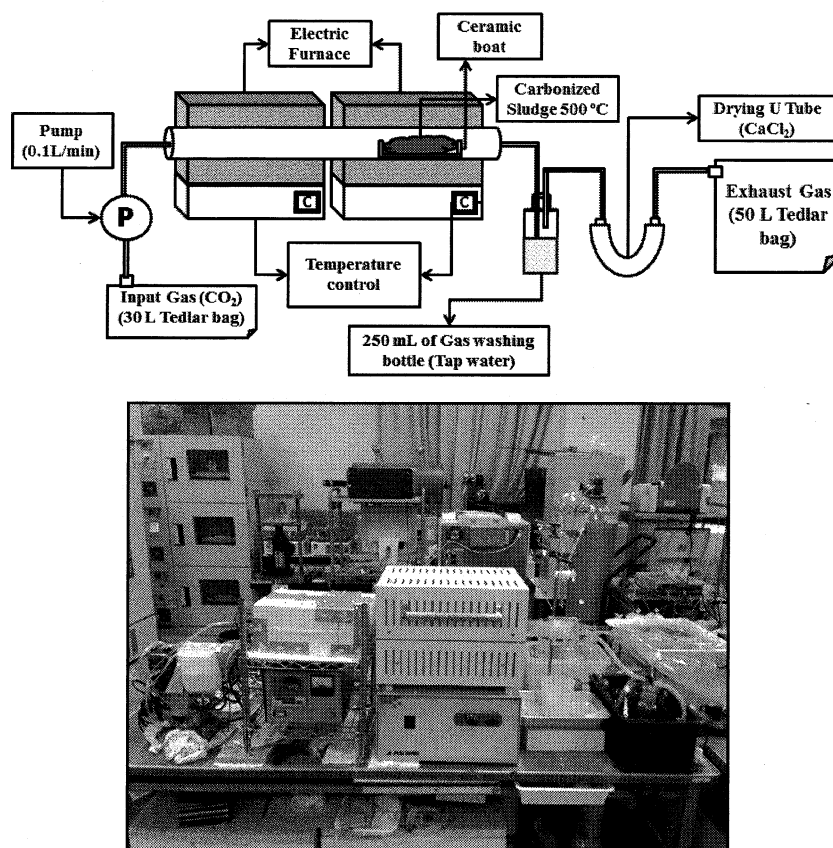 Electric
Furnace
Ceramic
boat
Carbonized
Sludge 500 °C
Drying U Tube
(CaCl₂)
Pump
(0.1L/min)
Exhaust Gas
(50 L Tedlar
bag)
P
C
C
Temperature
control
Input Gas (CO₂)
(30 L Tedlar bag)
250 mL of Gas washing
bottle (Tap water)